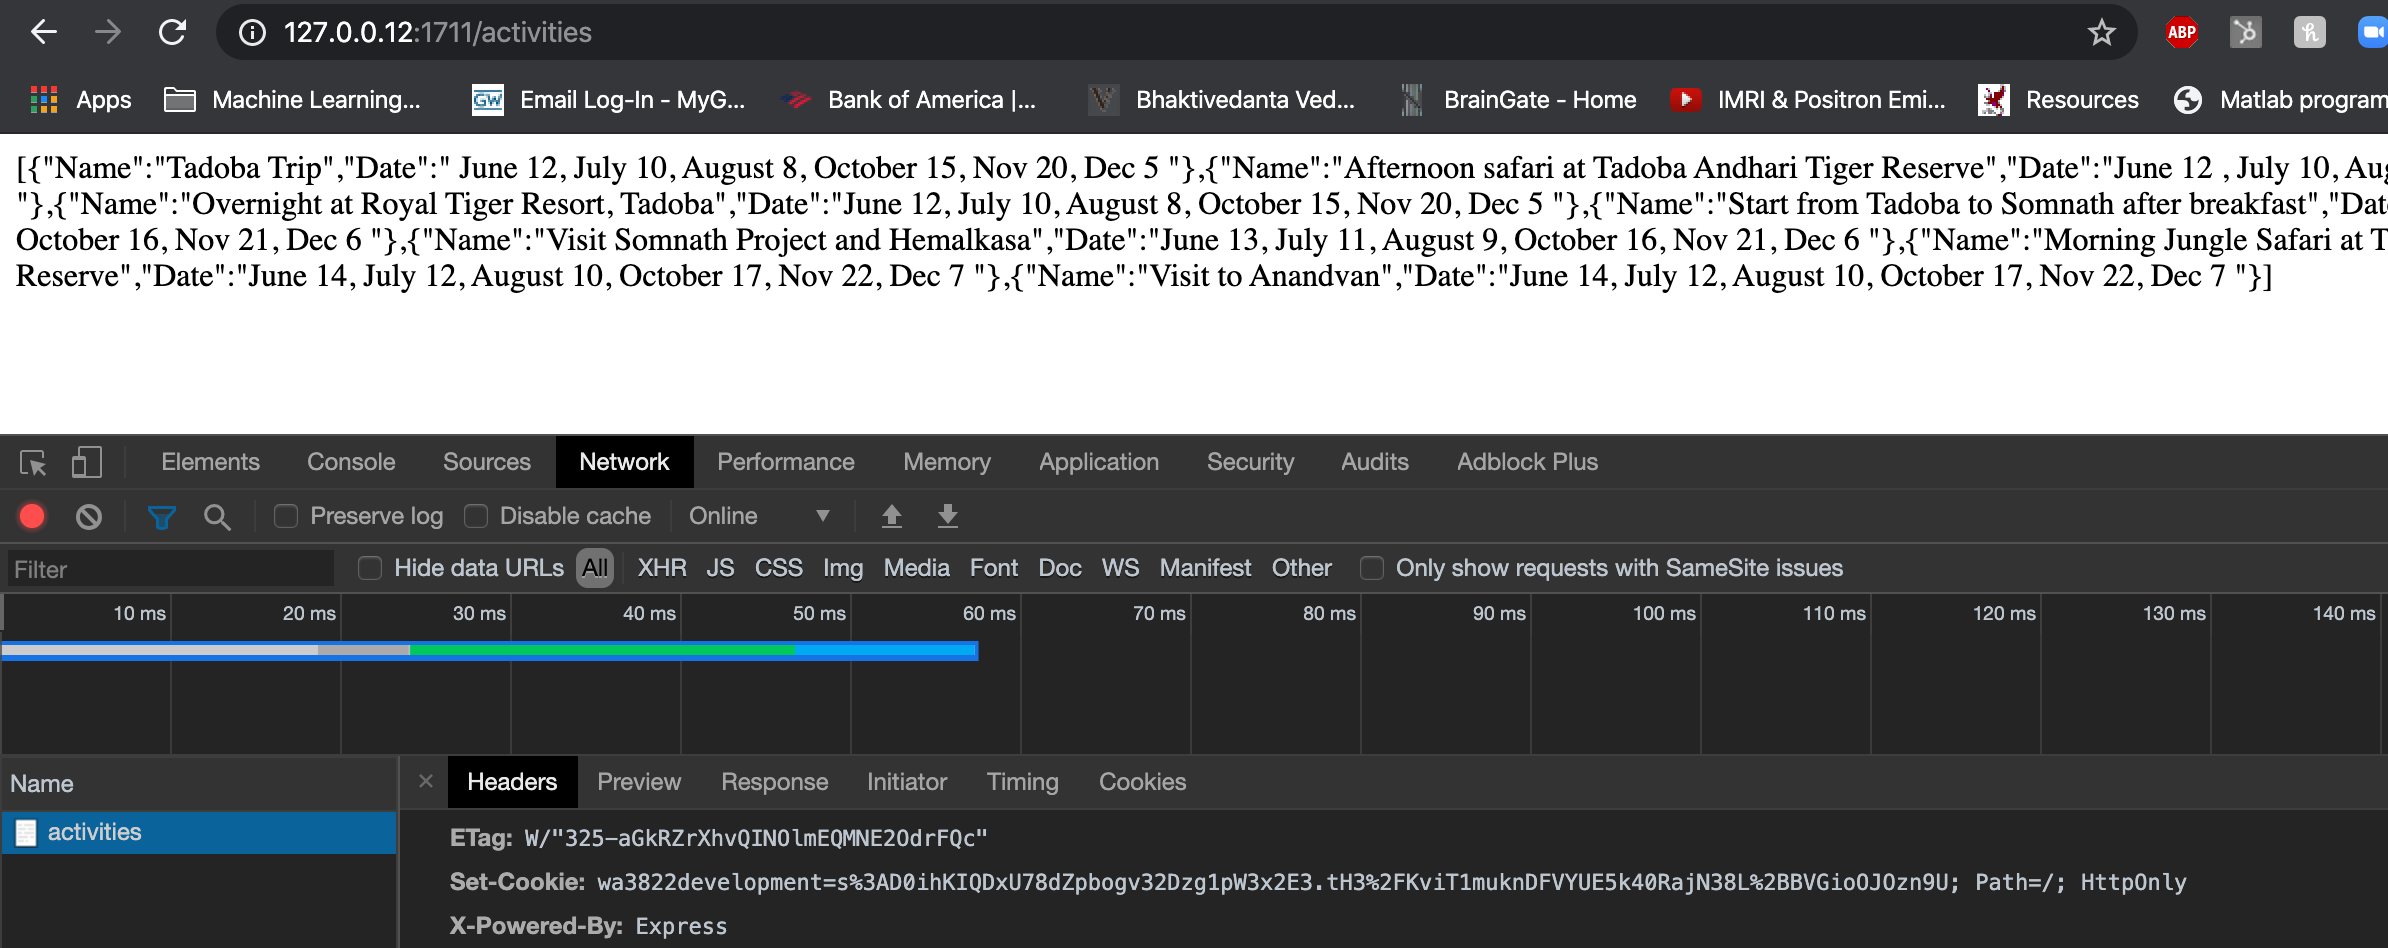 127.0.0.12:1711/activities
ABP
Apps Machine Learning... GW Email Log-In - MyG... Bank of America |... Bhaktivedanta Ved... BrainGate - Home IMRI & Positron Emi... Resources Matlab program
[{"Name":"Tadoba Trip","Date":" June 12, July 10, August 8, October 15, Nov 20, Dec 5 "},{"Name":"Afternoon safari at Tadoba Andhari Tiger Reserve","Date":"June 12 , July 10, Aug
"},{"Name":"Overnight at Royal Tiger Resort, Tadoba","Date":"June 12, July 10, August 8, October 15, Nov 20, Dec 5 "},{"Name":"Start from Tadoba to Somnath after breakfast","Dat
October 16, Nov 21, Dec 6 "},{"Name":"Visit Somnath Project and Hemalkasa","Date":"June 13, July 11, August 9, October 16, Nov 21, Dec 6 "},{"Name":"Morning Jungle Safari at T
Reserve","Date":"June 14, July 12, August 10, October 17, Nov 22, Dec 7 "},{"Name":"Visit to Anandvan","Date":"June 14, July 12, August 10, October 17, Nov 22, Dec 7 "}]
Elements Console Sources Network Performance Memory Application Security Audits Adblock Plus
Preserve log Disable cache Online
Filter Hide data URLs All XHR JS CSS Img Media Font Doc WS Manifest Other Only show requests with SameSite issues
10 ms 20 ms 30 ms 40 ms 50 ms 60 ms 70 ms 80 ms 90 ms 100 ms 110 ms 120 ms 130 ms 140 ms
Name Headers Preview Response Initiator Timing Cookies
activities
ETag: W/"325-aGkRZrXhvQINOlmEQMNE2OdrFQc"
Set-Cookie: wa3822development=s%3AD0ihKIQDxU78dZpbogv32Dzg1pW3x2E3.tH3%2FKviT1muknDFVYUE5k40RajN38L%2BBVGioOJOzn9U; Path=/; HttpOnly
X-Powered-By: Express